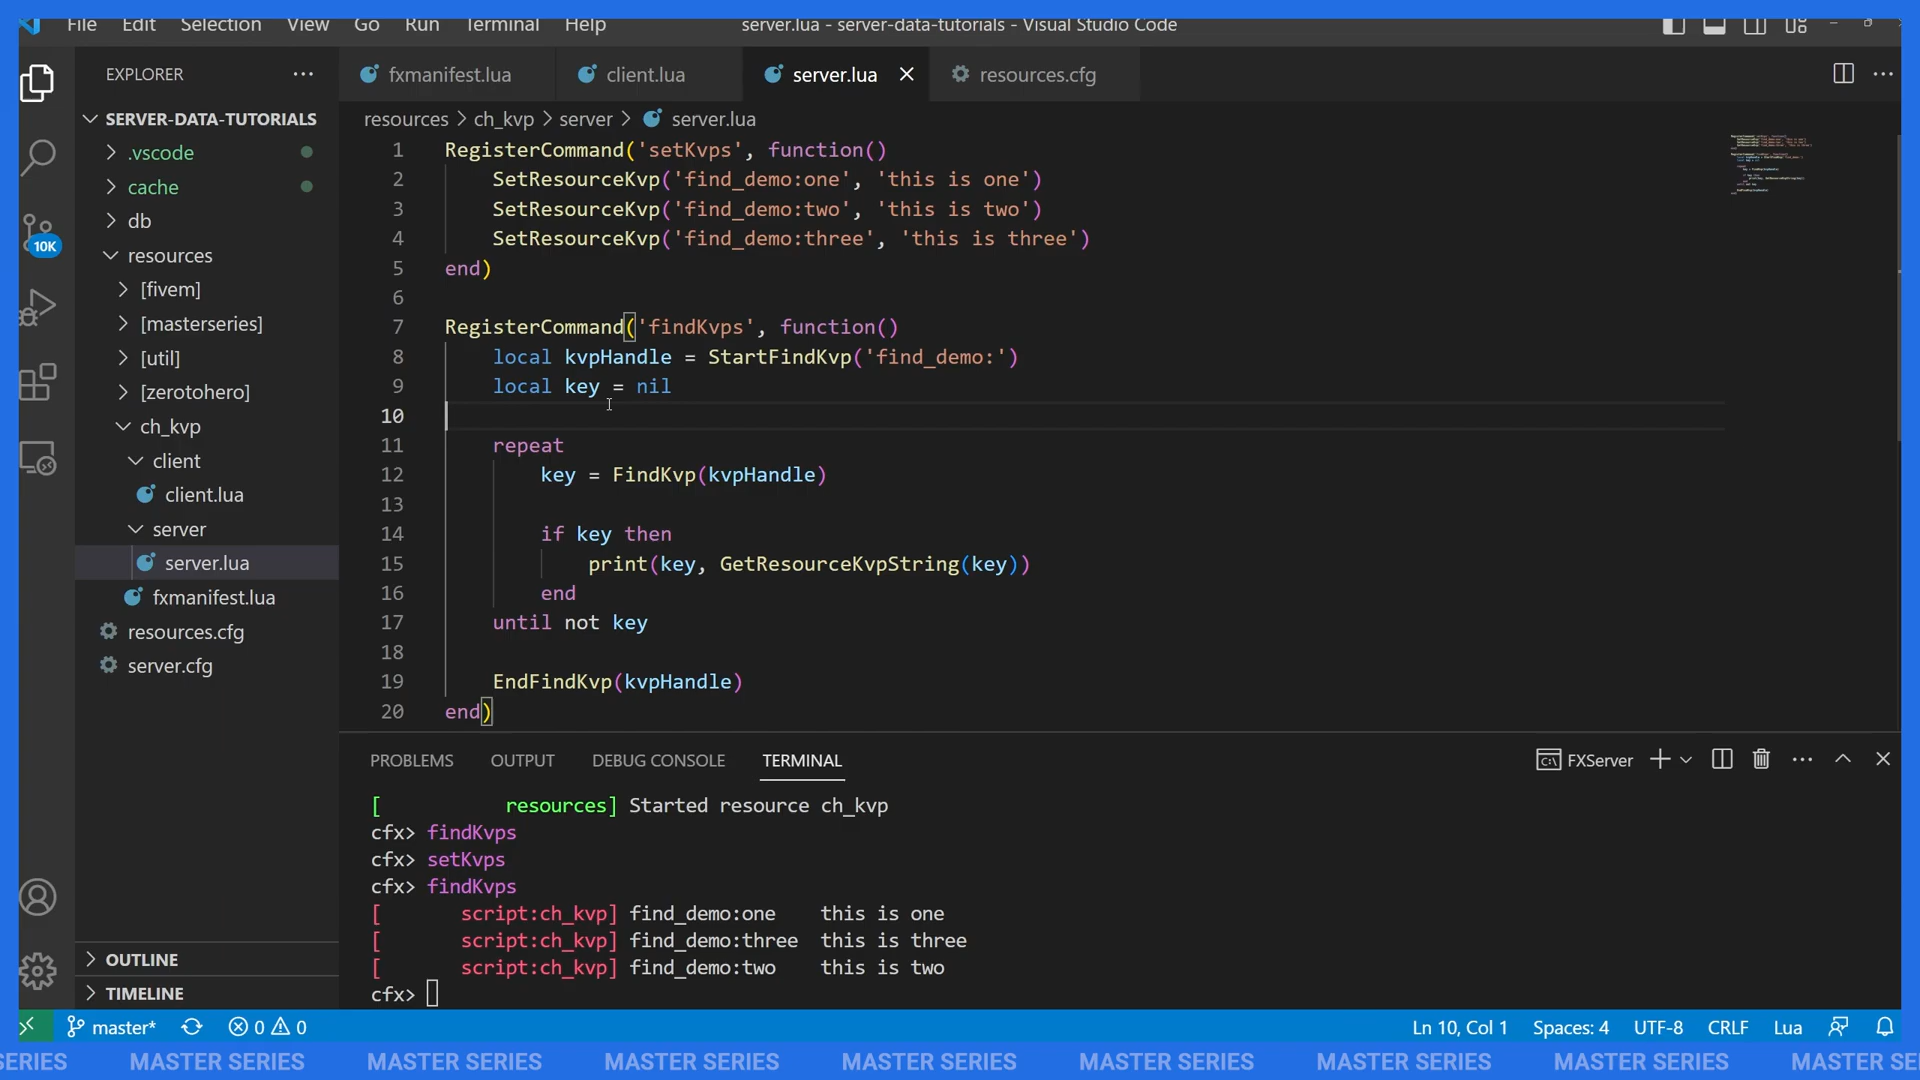 File Edit Selection View Go Run Terminal Help server.lua - server-data-tutorials - Visual Studio Code
EXPLORER
fxmanifest.lua client.lua server.lua resources.cfg
SERVER-DATA-TUTORIALS
.vscode
cache
db
resources
[fivem]
[masterseries]
[util]
[zerotohero]
ch_kvp
client
client.lua
server
server.lua
fxmanifest.lua
resources.cfg
server.cfg
OUTLINE
TIMELINE
10K
resources > ch_kvp > server > server.lua
1 RegisterCommand('setKvps', function()
2 SetResourceKvp('find_demo:one', 'this is one')
3 SetResourceKvp('find_demo:two', 'this is two')
4 SetResourceKvp('find_demo:three', 'this is three')
5 end)
6
7 RegisterCommand('findKvps', function()
8 local kvpHandle = StartFindKvp('find_demo:')
9 local key = nil
10
11 repeat
12 key = FindKvp(kvpHandle)
13
14 if key then
15 print(key, GetResourceKvpString(key))
16 end
17 until not key
18
19 EndFindKvp(kvpHandle)
20 end)
PROBLEMS OUTPUT DEBUG CONSOLE TERMINAL FXServer
[ resources] Started resource ch_kvp
cfx> findKvps
cfx> setKvps
cfx> findKvps
[ script:ch_kvp] find_demo:one this is one
[ script:ch_kvp] find_demo:three this is three
[ script:ch_kvp] find_demo:two this is two
cfx>
master* 0 0 Ln 10, Col 1 Spaces: 4 UTF-8 CRLF Lua
SERIES MASTER SERIES MASTER SERIES MASTER SERIES MASTER SERIES MASTER SERIES MASTER SERIES MASTER SERIES MASTER SE